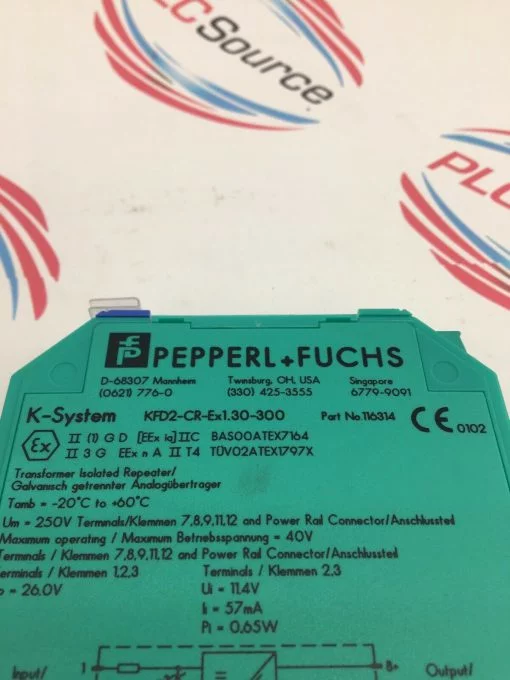 PLCSource
PLC
PEPPERL+FUCHS
D-68307 Mannheim Twinsburg, OH, USA Singapore
(0621) 776-0 (330) 425-3555 6779-9091
K-System KFD2-CR-Ex1.30-300 Part No.116314
CE 0102
Ex II (1) G D [EEx ia] IIC BAS00ATEX7164
II 3 G EEx n A II T4 TÜV02ATEX1797X
Transformer Isolated Repeater/
Galvanisch getrennter Analogübertrager
Tamb = -20°C to +60°C
Um = 250V Terminals/Klemmen 7,8,9,11,12 and Power Rail Connector/Anschlussteil
Maximum operating / Maximum Betriebsspannung = 40V
Terminals / Klemmen 7,8,9,11,12 and Power Rail Connector/Anschlussteil
erminals / Klemmen 1,2,3 Terminals / Klemmen 2,3
= 26.0V Ui = 11.4V
Ii = 57mA
Pi = 0.65W
Input/ 1 8+ Output/